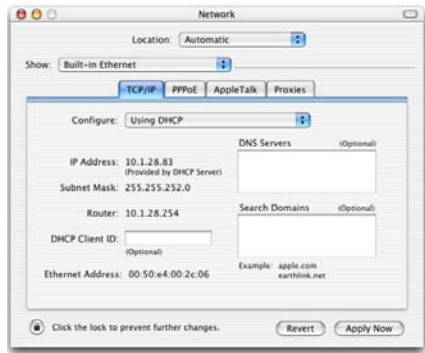 Network
Location: Automatic
Show: Built-in Ethernet
TCP/IP PPPoE AppleTalk Proxies
Configure: Using DHCP
DNS Servers (Optional)
IP Address: 10.1.28.83
(Provided by DHCP Server)
Subnet Mask: 255.255.252.0
Router: 10.1.28.254
Search Domains (Optional)
DHCP Client ID:
(Optional)
Example: apple.com
earthlink.net
Ethernet Address: 00:50:e4:00:2c:06
Click the lock to prevent further changes.
Revert Apply Now